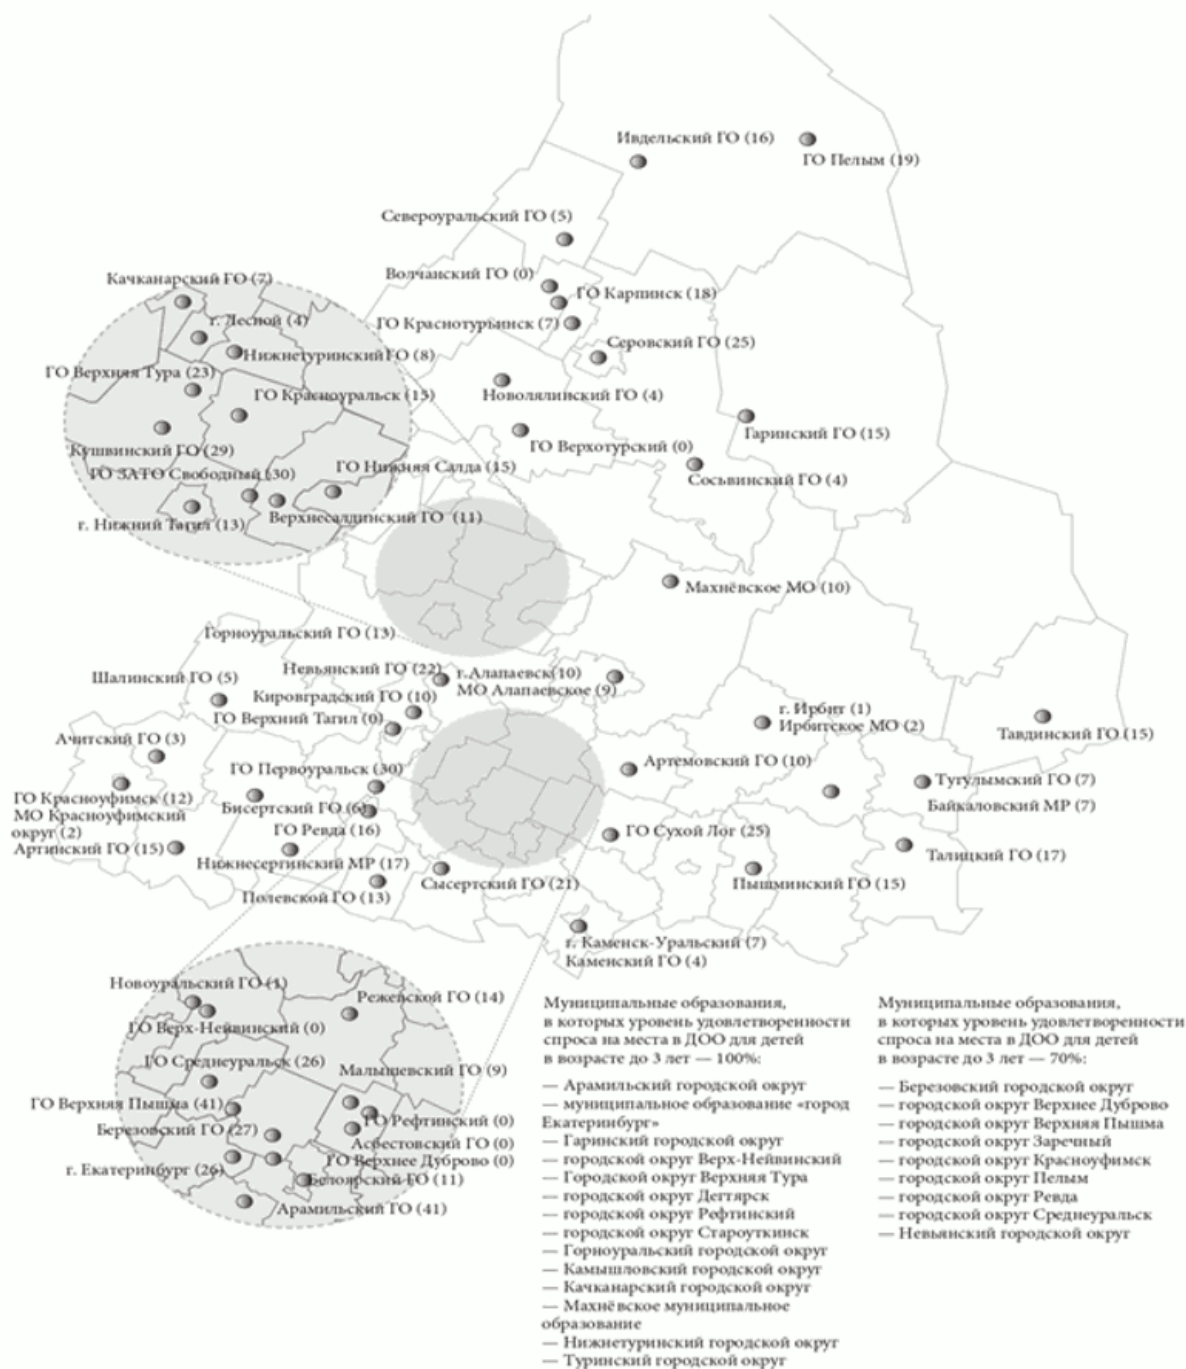 Ивдельский ГО (16)
ГО Пелым (19)
Североуральский ГО (5)
Волчанский ГО (0)
ГО Карпинск (18)
ГО Краснотурьинск (7)
Серовский ГО (25)
Новолялинский ГО (4)
ГО Верхотурский (0)
Гаринский ГО (15)
Сосьвинский ГО (4)
Качканарский ГО (7)
г. Лесной (4)
Нижнетуринский ГО (8)
ГО Верхняя Тура (23)
ГО Красноуральск (15)
Кушвинский ГО (29)
ГО ЗАТО Свободный (30)
ГО Нижняя Салда (15)
г. Нижний Тагил (13)
Верхнесалдинский ГО (11)
Махнёвское МО (10)
Горноуральский ГО (13)
Невьянский ГО (22)
г.Алапаевск(10)
МО Алапаевское (9)
Шалинский ГО (5)
Кировградский ГО (10)
ГО Верхний Тагил (0)
г. Ирбит (1)
Ирбитское МО (2)
Тавдинский ГО (15)
Ачитский ГО (3)
ГО Первоуральск (30)
Артемовский ГО (10)
Тугулымский ГО (7)
Байкаловский МР (7)
ГО Красноуфимск (12)
МО Красноуфимский
округ (2)
Артинский ГО (15)
Бисертский ГО (6)
ГО Ревда (16)
Нижнесергинский МР (17)
Полевской ГО (13)
Сысертский ГО (21)
ГО Сухой Лог (25)
Пышминский ГО (15)
Талицкий ГО (17)
г. Каменск-Уральский (7)
Каменский ГО (4)
Новоуральский ГО (1)
Режевской ГО (14)
ГО Верх-Нейвинский (0)
ГО Среднеуральск (26)
Малышевский ГО (9)
ГО Верхняя Пышма (41)
ГО Рефтинский (0)
Березовский ГО (27)
Асбестовский ГО (0)
ГО Верхнее Дуброво (0)
г. Екатеринбург (26)
Белоярский ГО (11)
Арамильский ГО (41)
Муниципальные образования,
в которых уровень удовлетворенности
спроса на места в ДОО для детей
в возрасте до 3 лет — 100%:
— Арамильский городской округ
— муниципальное образование «город
Екатеринбург»
— Гаринский городской округ
— городской округ Верх-Нейвинский
— Городской округ Верхняя Тура
— городской округ Дегтярск
— городской округ Рефтинский
— городской округ Староуткинск
— Горноуральский городской округ
— Камышловский городской округ
— Качканарский городской округ
— Махнёвское муниципальное
образование
— Нижнетуринский городской округ
— Туринский городской округ
Муниципальные образования,
в которых уровень удовлетворенности
спроса на места в ДОО для детей
в возрасте до 3 лет — 70%:
— Березовский городской округ
— городской округ Верхнее Дуброво
— городской округ Верхняя Пышма
— городской округ Заречный
— городской округ Красноуфимск
— городской округ Пелым
— городской округ Ревда
— городской округ Среднеуральск
— Невьянский городской округ